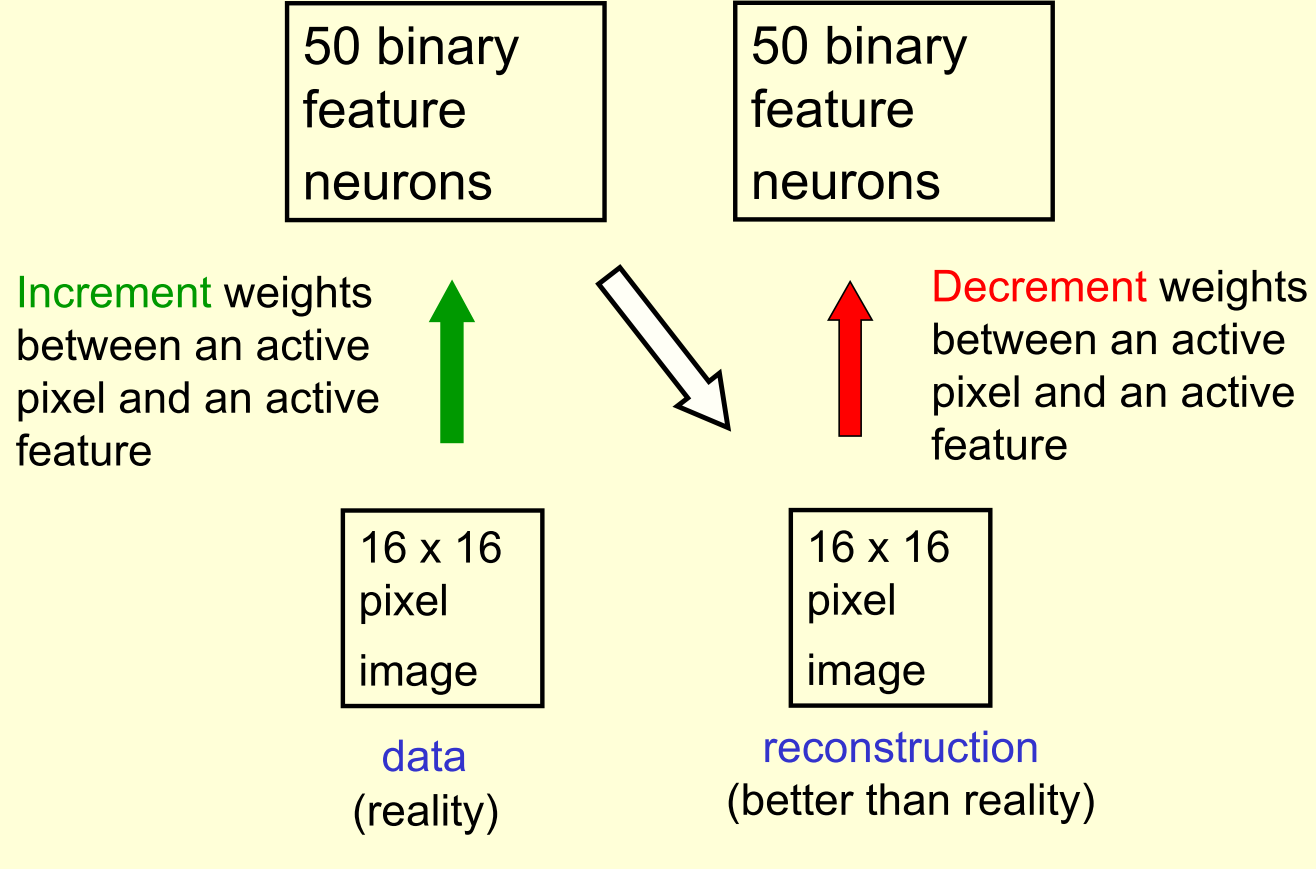 50 binary
feature
neurons
50 binary
feature
neurons
Increment weights
between an active
pixel and an active
feature
Decrement weights
between an active
pixel and an active
feature
16 x 16
pixel
image
16 x 16
pixel
image
data
(reality)
reconstruction
(better than reality)